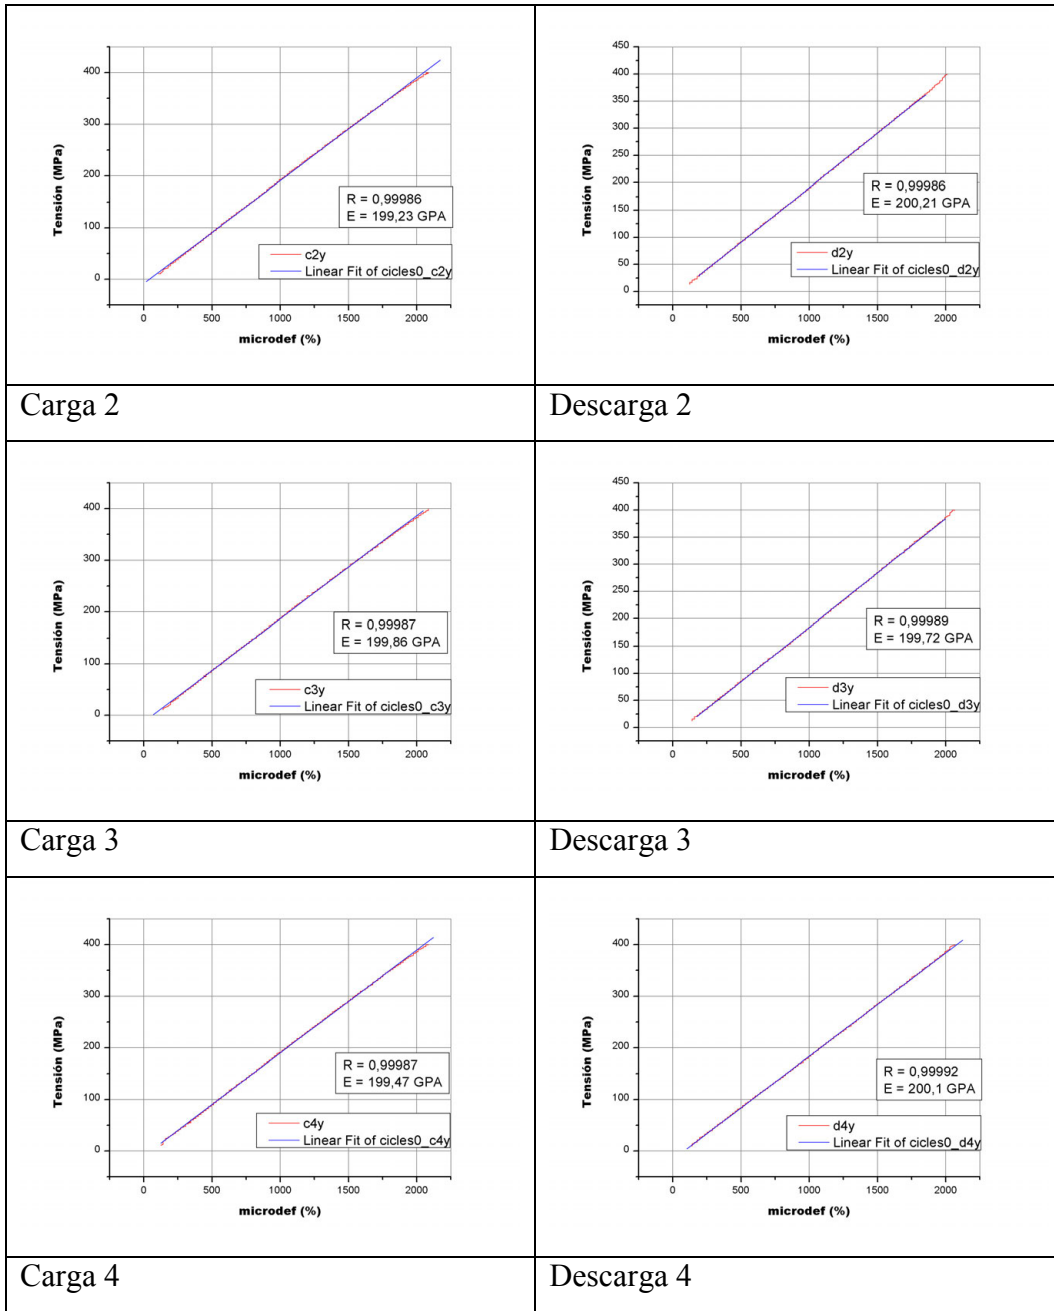 400
300
200
100
0
Tensión (MPa)
R = 0,99986
E = 199,23 GPA
c2y
Linear Fit of cicles0_c2y
0 500 1000 1500 2000
microdef (%)
450
400
350
300
250
200
150
100
50
0
Tensión (MPa)
R = 0,99986
E = 200,21 GPA
d2y
Linear Fit of cicles0_d2y
0 500 1000 1500 2000
microdef (%)
Carga 2
Descarga 2
400
300
200
100
0
Tensión (MPa)
R = 0,99987
E = 199,86 GPA
c3y
Linear Fit of cicles0_c3y
0 500 1000 1500 2000
microdef (%)
450
400
350
300
250
200
150
100
50
0
Tensión (MPa)
R = 0,99989
E = 199,72 GPA
d3y
Linear Fit of cicles0_d3y
0 500 1000 1500 2000
microdef (%)
Carga 3
Descarga 3
400
300
200
100
0
Tensión (MPa)
R = 0,99987
E = 199,47 GPA
c4y
Linear Fit of cicles0_c4y
0 500 1000 1500 2000
microdef (%)
400
300
200
100
0
Tensión (MPa)
R = 0,99992
E = 200,1 GPA
d4y
Linear Fit of cicles0_d4y
0 500 1000 1500 2000
microdef (%)
Carga 4
Descarga 4